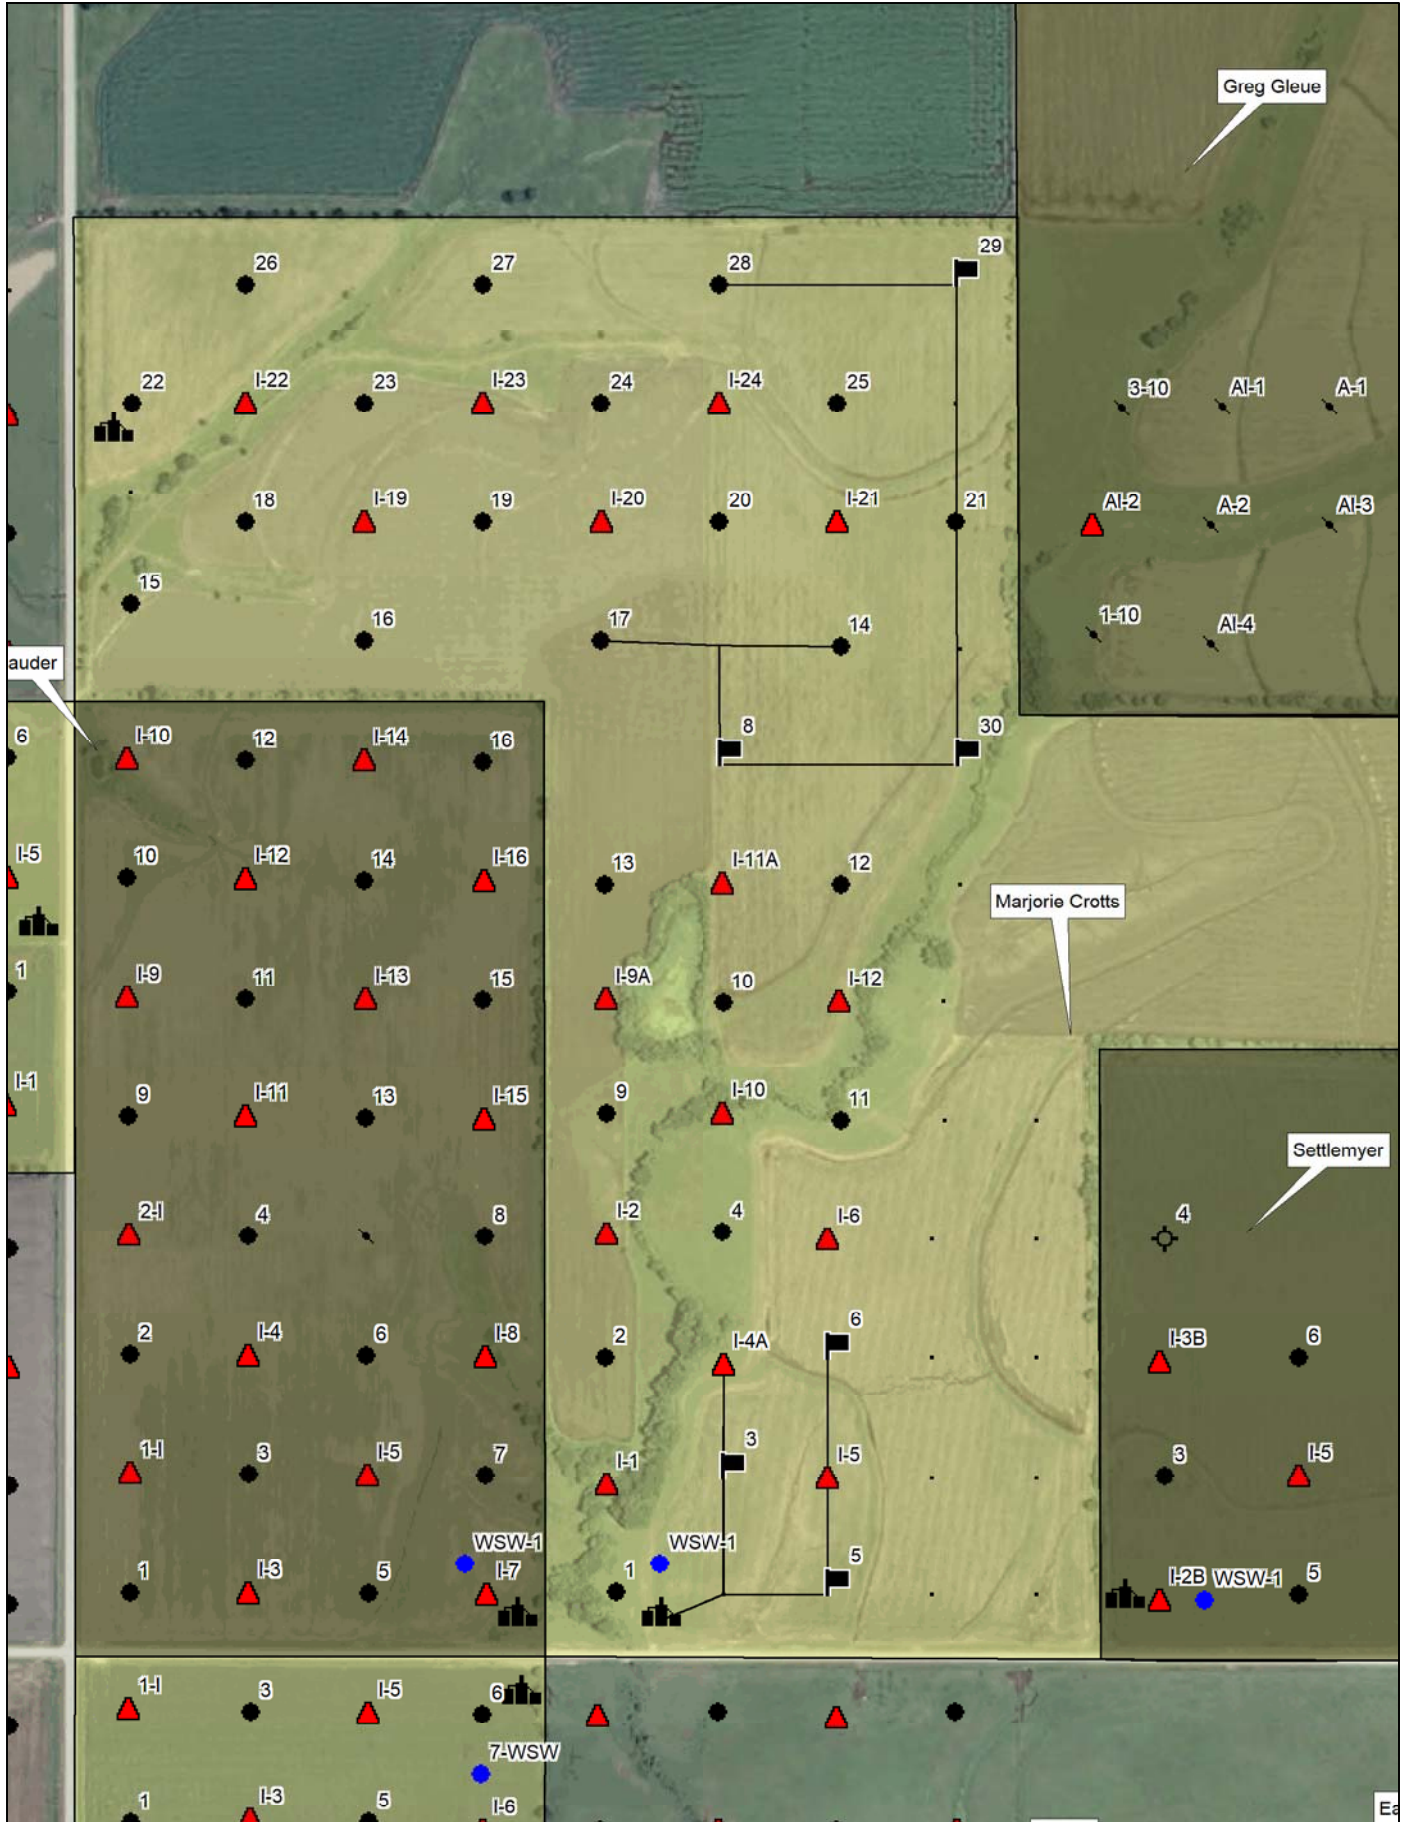 Greg Gleue
29
26 27 28
22 I-22 23 I-23 24 I-24 25 3-10 AI-1 A-1
18 I-19 19 I-20 20 I-21 21 AI-2 A-2 AI-3
15
16 17 14 1-10 AI-4
auder
6 I-10 12 I-14 16 8 30
I-5 10 I-12 14 I-16 13 I-11A 12
Marjorie Crotts
1 I-9 11 I-13 15 I-9A 10 I-12
I-1 9 I-11 13 I-15 9 I-10 11
Settlemyer
2-I 4 8 I-2 4 I-6 4
2 I-4 6 I-8 2 I-4A 6 I-3B 6
1-I 3 I-5 7 I-1 3 I-5 3 I-5
WSW-1 WSW-1
1 I-3 5 I-7 1 5 I-2B WSW-1 5
1-I 3 I-5 6
7-WSW
1 I-3 5 I-6
Ea